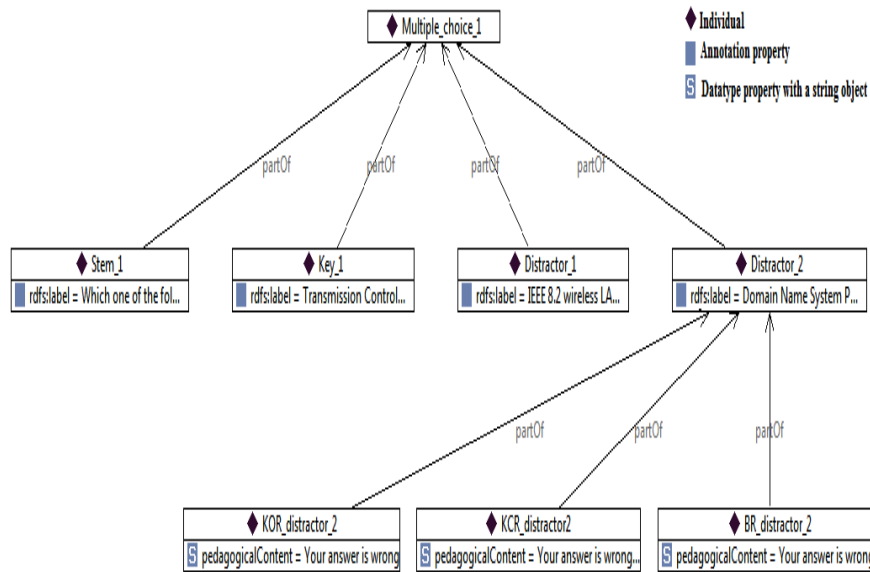 Multiple_choice_1
Individual
Annotation property
S Datatype property with a string object
partOf partOf partOf partOf
Stem_1
rdfs:label = Which one of the fol...
Key_1
rdfs:label = Transmission Control...
Distractor_1
rdfs:label = IEEE 8.2 wireless LA...
Distractor_2
rdfs:label = Domain Name System P...
partOf partOf partOf
KOR_distractor_2
S pedagogicalContent = Your answer is wrong
KCR_distractor2
S pedagogicalContent = Your answer is wrong...
BR_distractor_2
S pedagogicalContent = Your answer is wrong